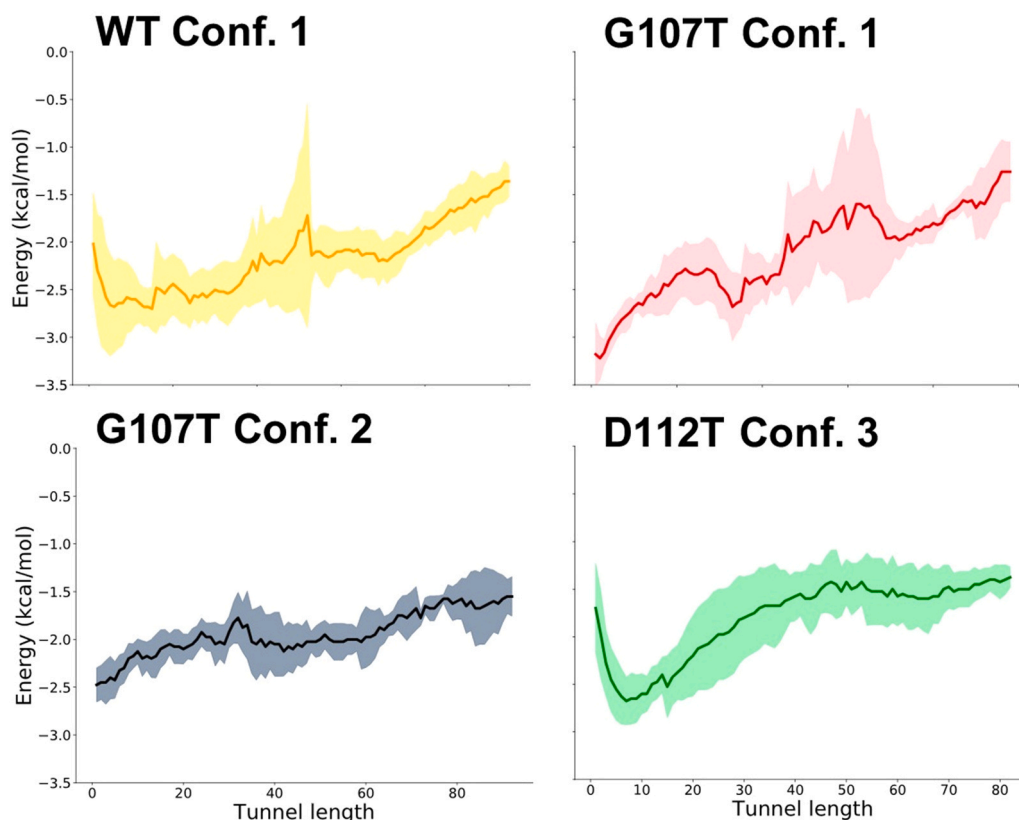 WT Conf. 1
G107T Conf. 1
Energy (kcal/mol)
0.0
−0.5
−1.0
−1.5
−2.0
−2.5
−3.0
−3.5
G107T Conf. 2
D112T Conf. 3
Energy (kcal/mol)
0.0
−0.5
−1.0
−1.5
−2.0
−2.5
−3.0
−3.5
0 20 40 60 80
0 10 20 30 40 50 60 70 80
Tunnel length
Tunnel length